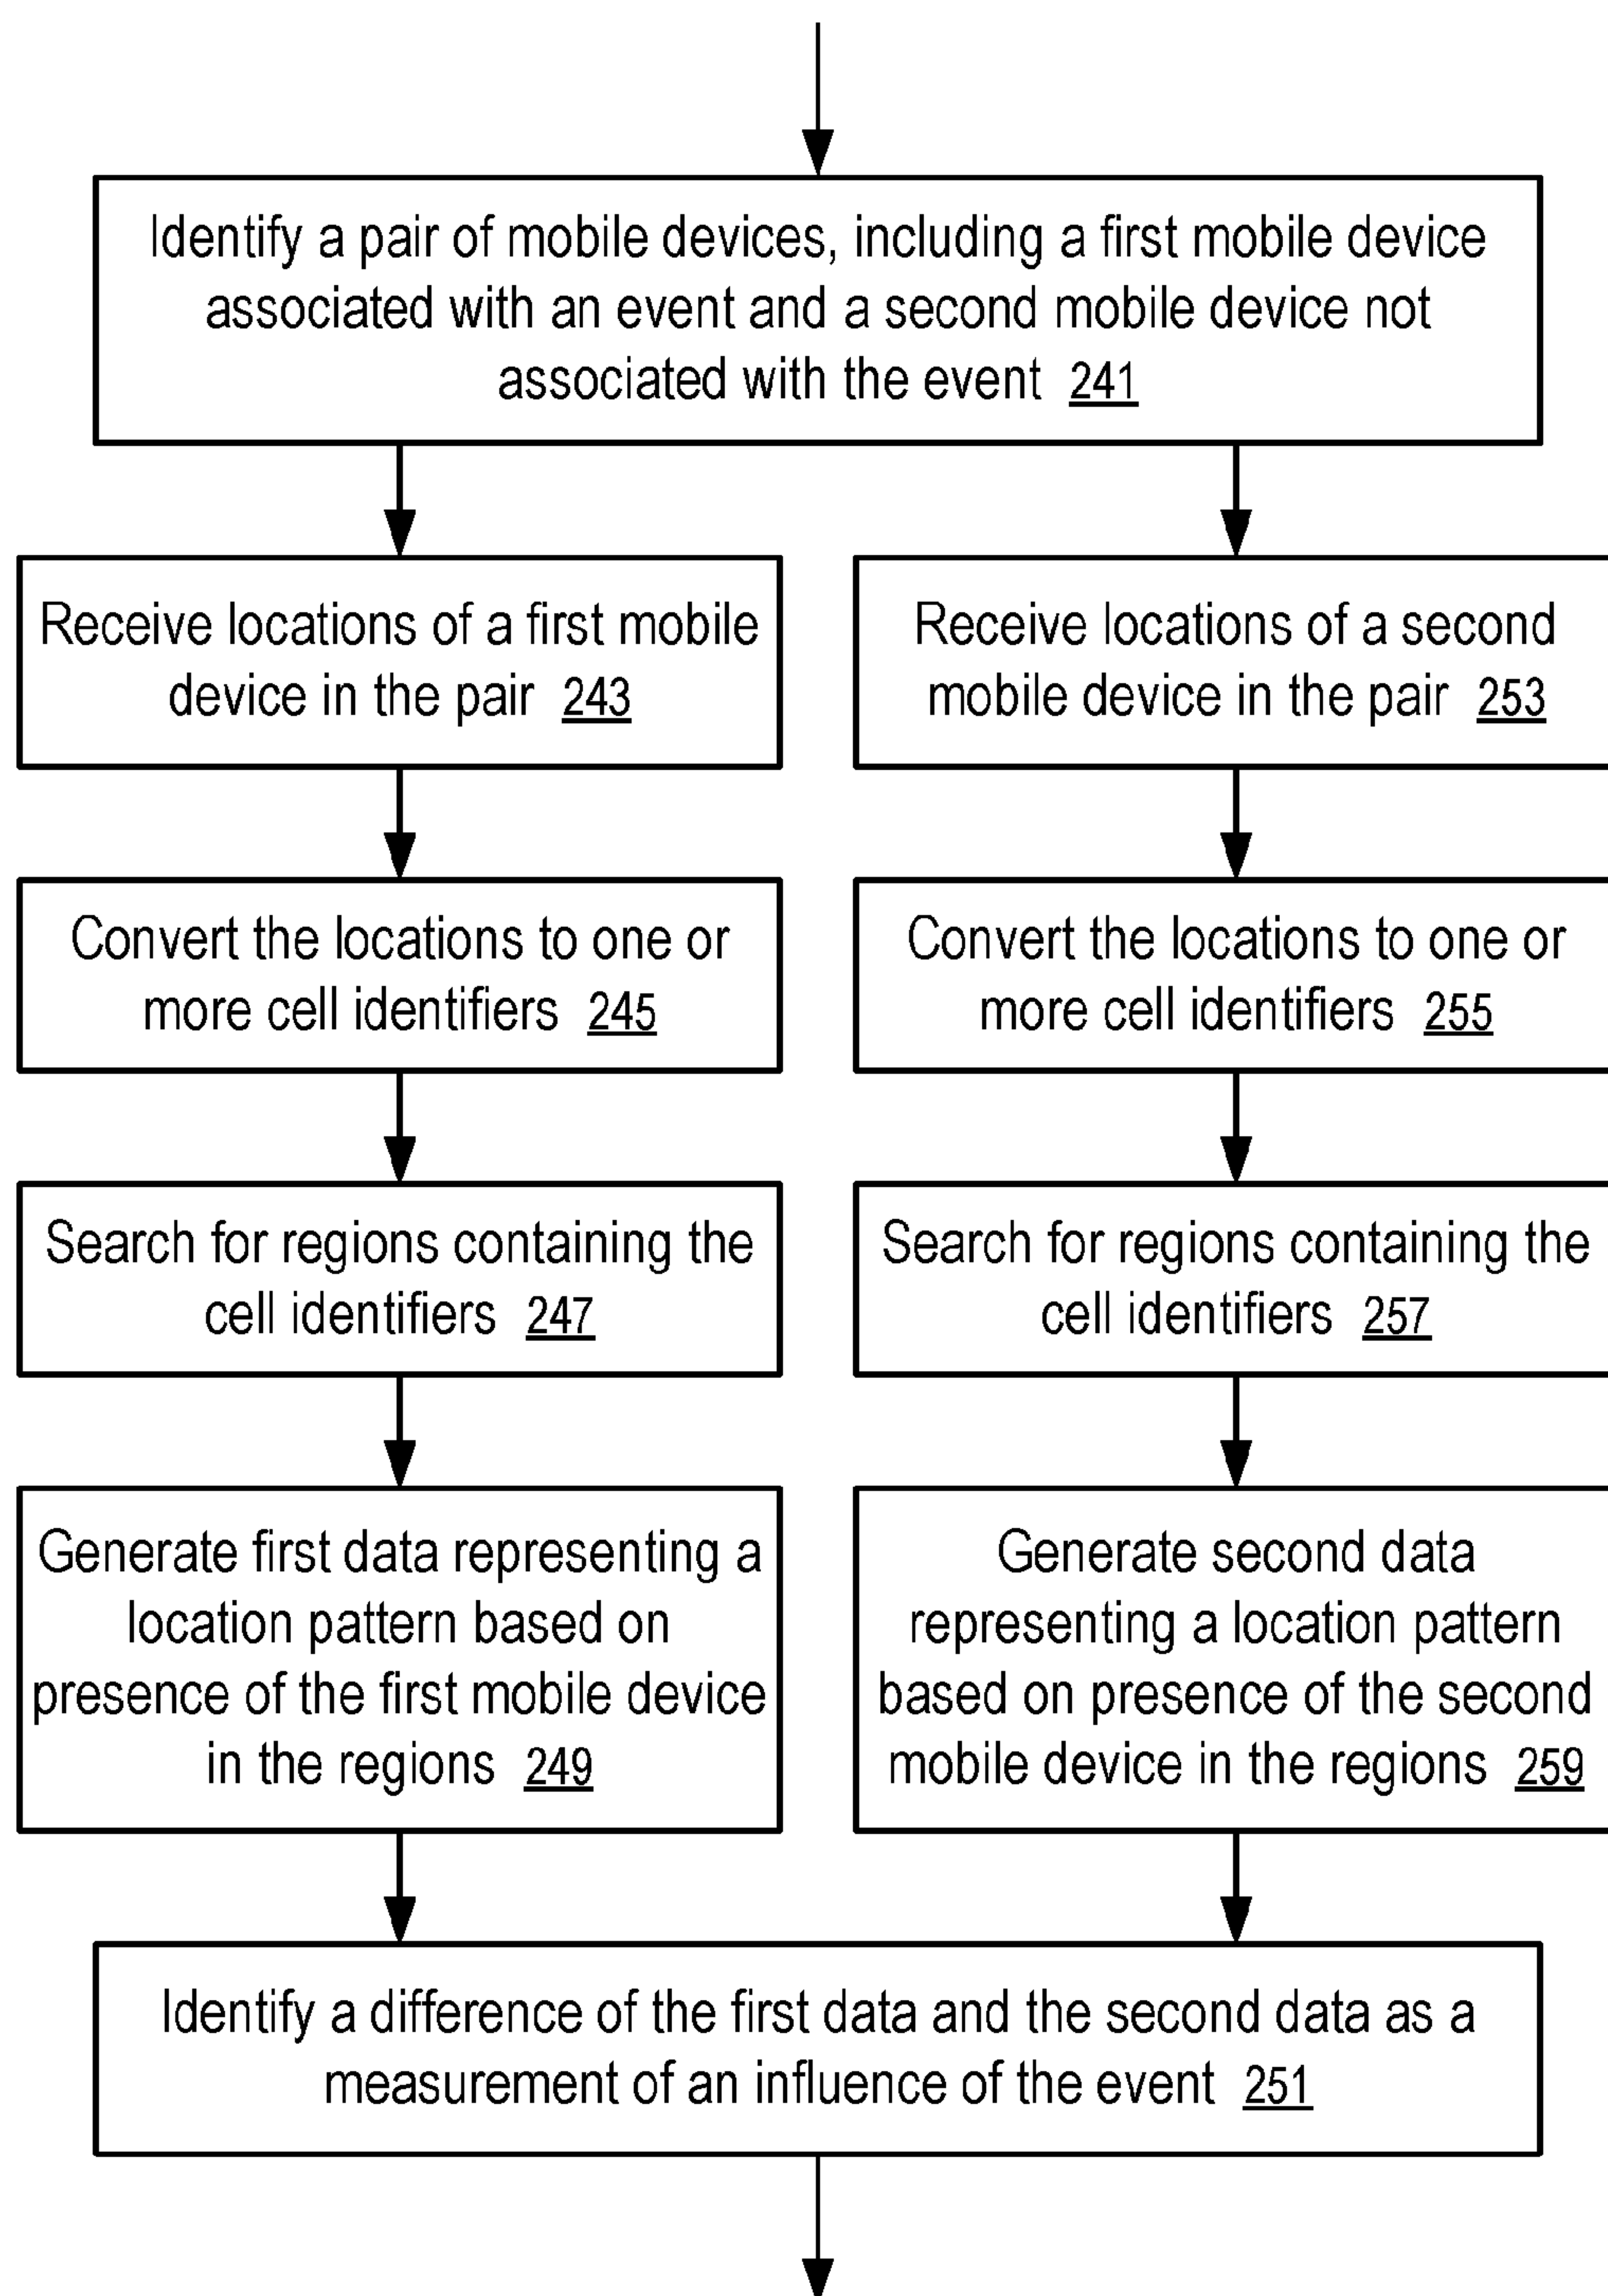 Identify a pair of mobile devices, including a first mobile device
associated with an event and a second mobile device not
associated with the event 241
Receive locations of a first mobile
device in the pair 243
Receive locations of a second
mobile device in the pair 253
Convert the locations to one or
more cell identifiers 245
Convert the locations to one or
more cell identifiers 255
Search for regions containing the
cell identifiers 247
Search for regions containing the
cell identifiers 257
Generate first data representing a
location pattern based on
presence of the first mobile device
in the regions 249
Generate second data
representing a location pattern
based on presence of the second
mobile device in the regions 259
Identify a difference of the first data and the second data as a
measurement of an influence of the event 251